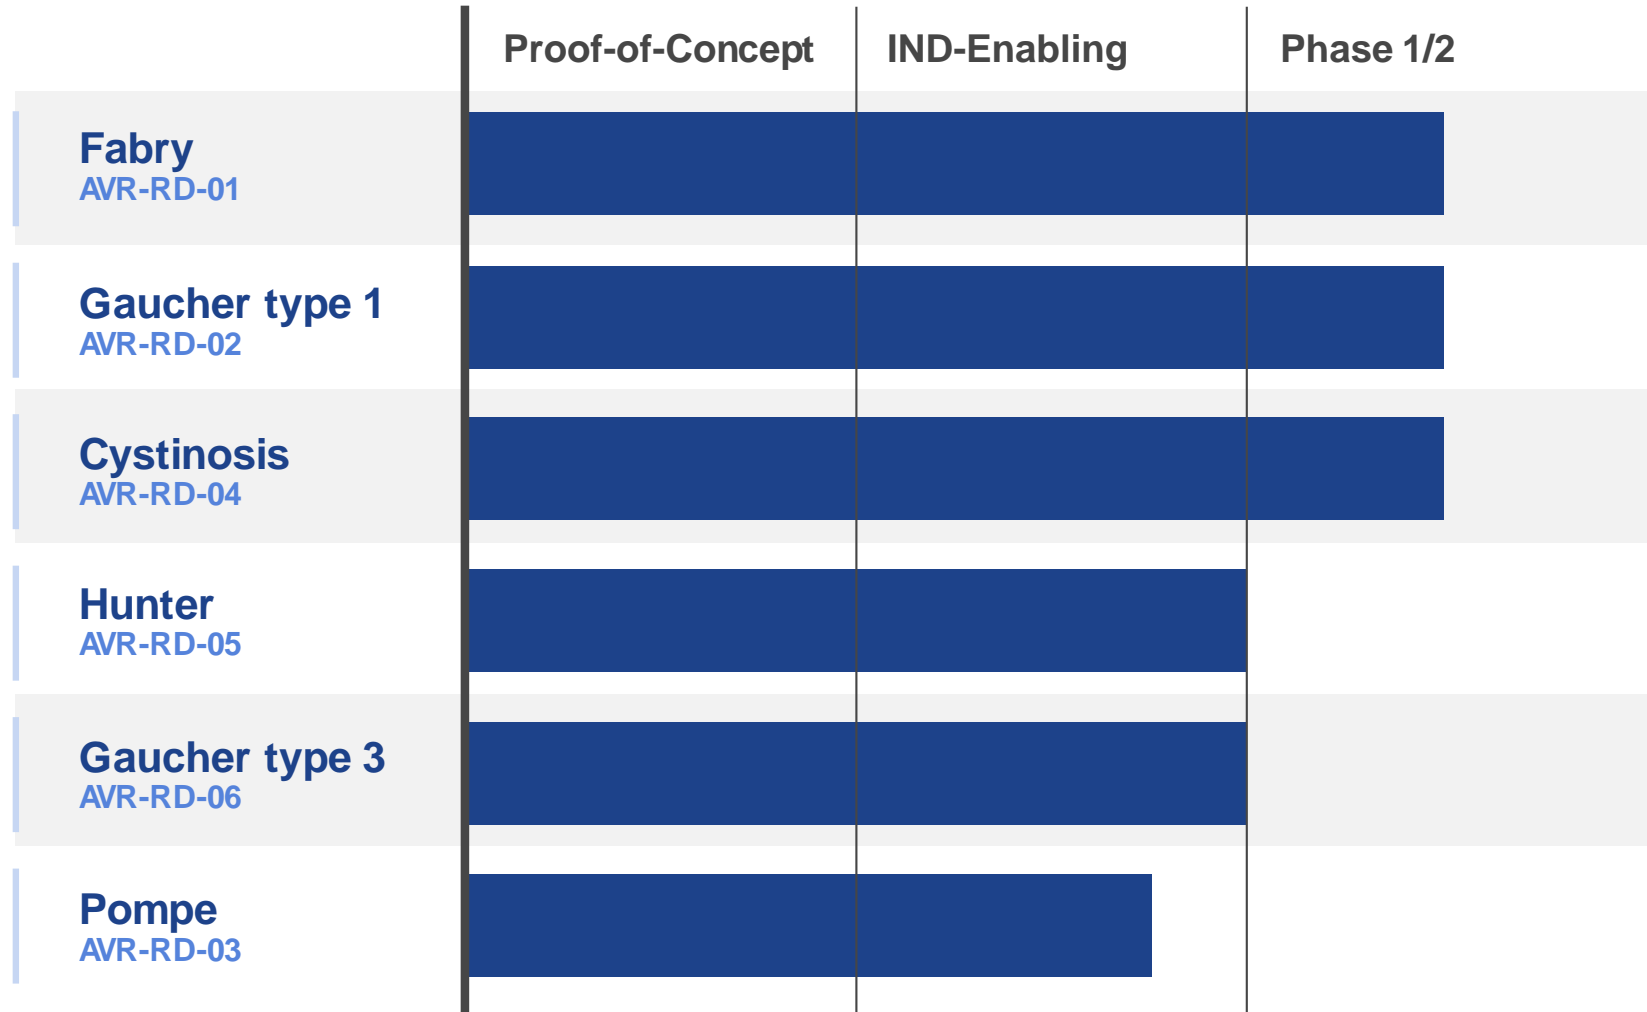 Proof-of-Concept IND-Enabling Phase 1/2
Fabry
AVR-RD-01
Gaucher type 1
AVR-RD-02
Cystinosis
AVR-RD-04
Hunter
AVR-RD-05
Gaucher type 3
AVR-RD-06
Pompe
AVR-RD-03